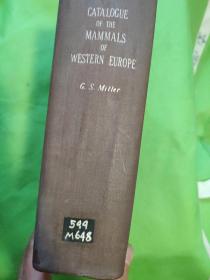 CATALOGUE
OF THE
MAMMALS
OF
WESTERN EUROPE
G. S. Miller
599
M648